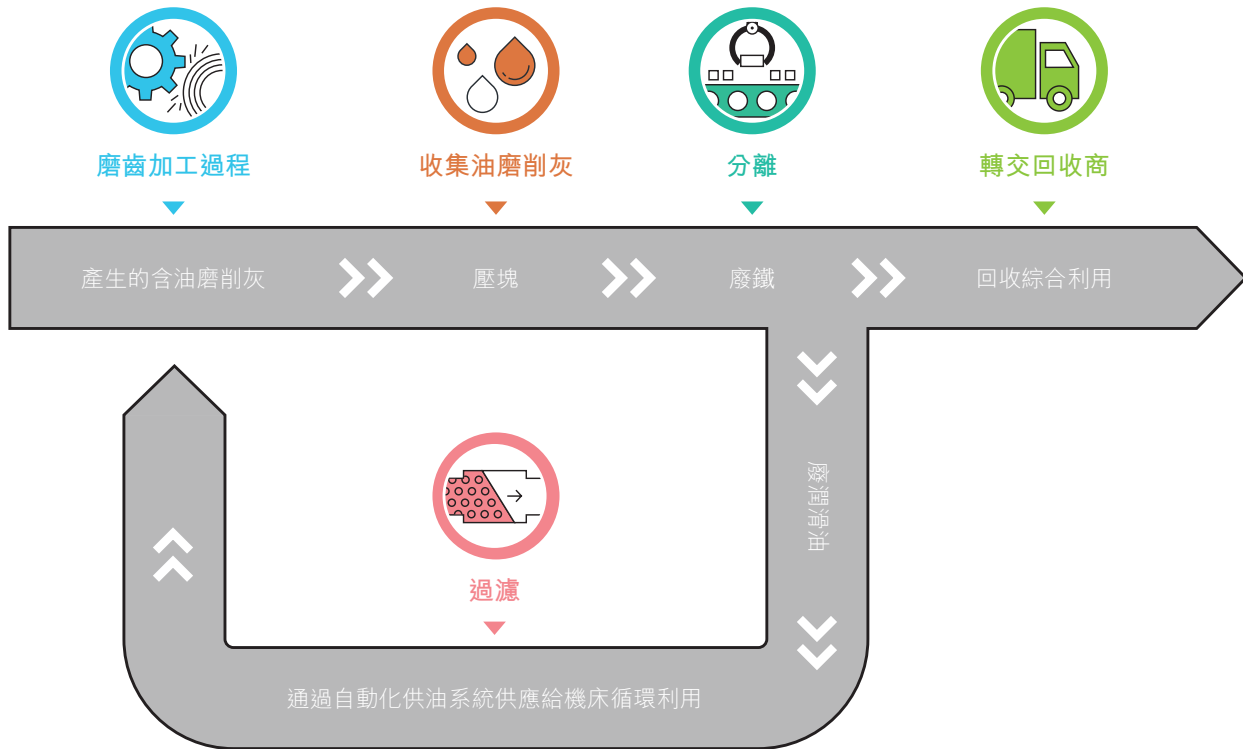 磨齒加工過程
收集油磨削灰
分離
轉交回收商
產生的含油磨削灰
壓塊
廢鐵
回收綜合利用
廢潤滑油
過濾
通過自動化供油系統供應給機床循環利用